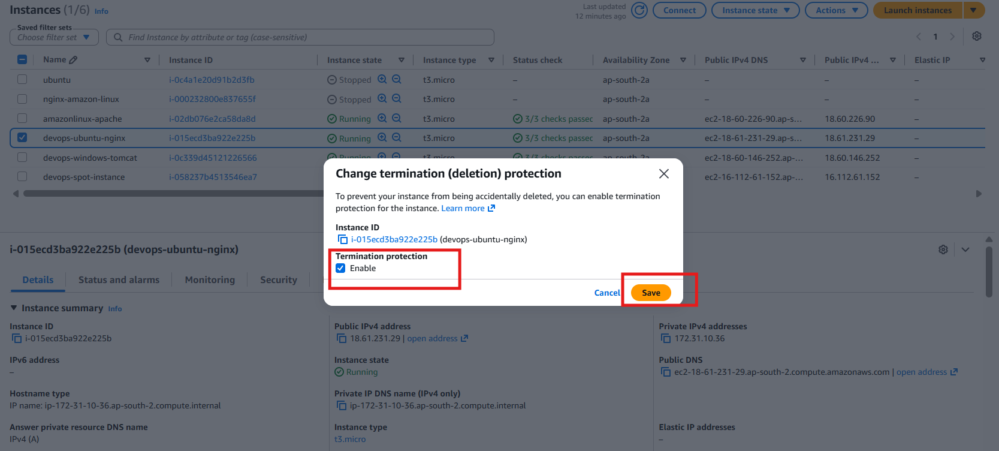 Instances (1/6) Info
Last updated
12 minutes ago
Connect
Instance state
Actions
Launch instances
Saved filter sets
Choose filter set
Find Instance by attribute or tag (case-sensitive)
1
Name Instance ID Instance state Instance type Status check Availability Zone Public IPv4 DNS Public IPv4 ... Elastic IP
ubuntu i-0c4a1e20d91b2d3fb Stopped t3.micro – ap-south-2a – – –
nginx-amazon-linux i-000232800e837655f Stopped t3.micro – ap-south-2a – – –
amazonlinux-apache i-02db076e2ca58da8d Running t3.micro 3/3 checks passec ap-south-2a ec2-18-60-226-90.ap-s... 18.60.226.90 –
devops-ubuntu-nginx i-015ecd3ba922e225b Running t3.micro 3/3 checks passec ap-south-2a ec2-18-61-231-29.ap-s... 18.61.231.29 –
devops-windows-tomcat i-0c339d45121226566 Running t3.micro 3/3 checks passec ap-south-2a ec2-18-60-146-252.ap-... 18.60.146.252 –
devops-spot-instance i-058237b4513546ea7 ec2-16-112-61-152.ap-... 16.112.61.152 –
Change termination (deletion) protection
To prevent your instance from being accidentally deleted, you can enable termination
protection for the instance. Learn more
Instance ID
i-015ecd3ba922e225b (devops-ubuntu-nginx)
Termination protection
Enable
Cancel
Save
i-015ecd3ba922e225b (devops-ubuntu-nginx)
Details Status and alarms Monitoring Security
Instance summary Info
Instance ID
i-015ecd3ba922e225b
Public IPv4 address
18.61.231.29 | open address
Private IPv4 addresses
172.31.10.36
IPv6 address
–
Instance state
Running
Public DNS
ec2-18-61-231-29.ap-south-2.compute.amazonaws.com | open address
Hostname type
IP name: ip-172-31-10-36.ap-south-2.compute.internal
Private IP DNS name (IPv4 only)
ip-172-31-10-36.ap-south-2.compute.internal
Answer private resource DNS name
IPv4 (A)
Instance type
t3.micro
Elastic IP addresses
–